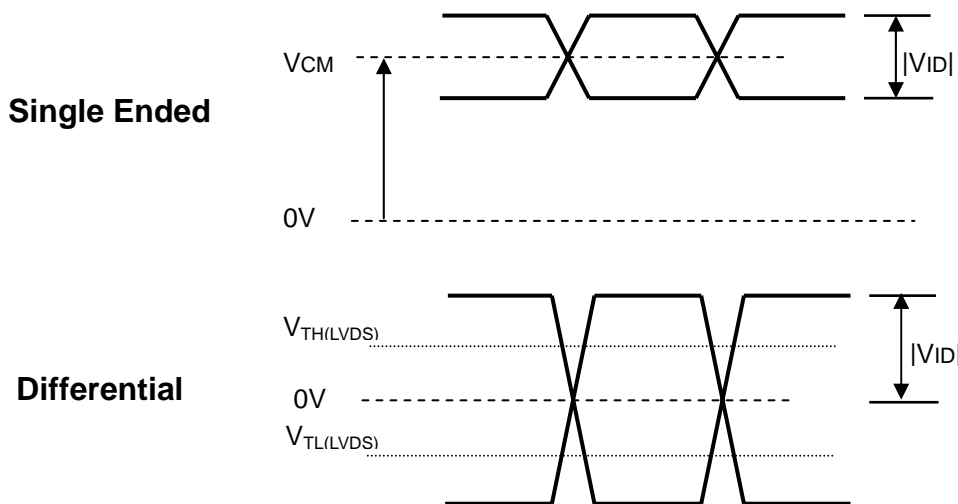 VCM
|VID|
Single Ended
0V
VTH(LVDS)
|VID|
Differential
0V
VTL(LVDS)